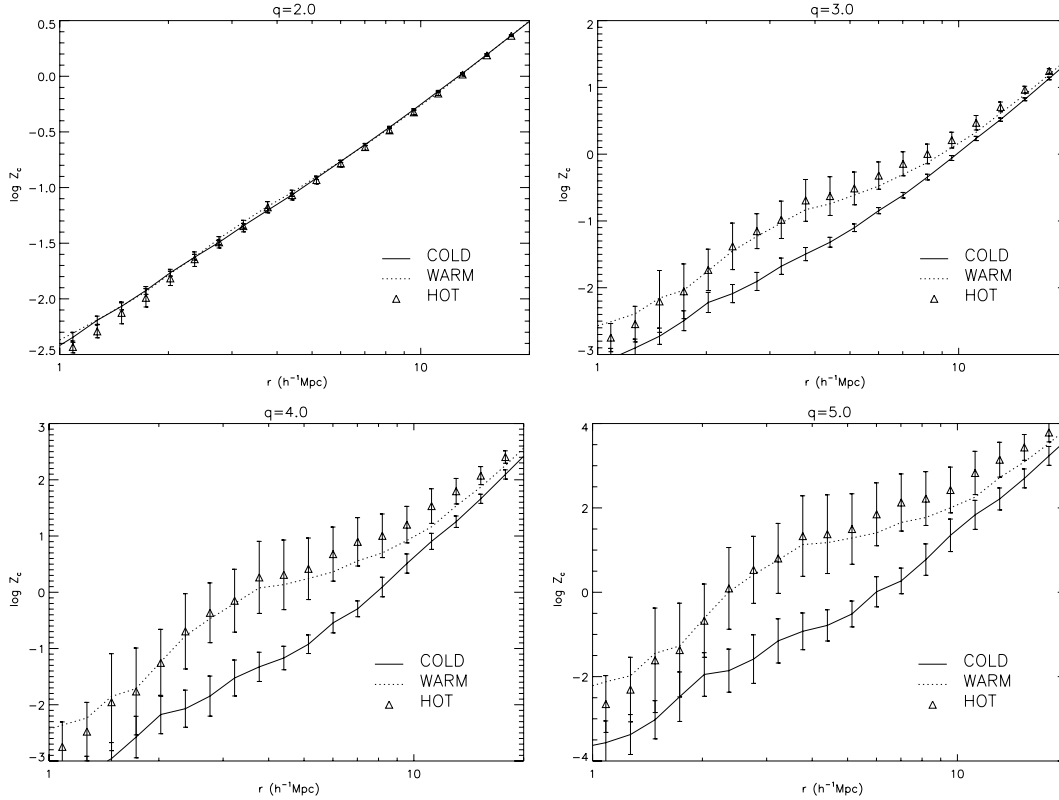 q=2.0
0.5
0.0
-0.5
-1.0
-1.5
-2.0
-2.5
log Z_c
COLD
WARM
HOT
1
10
r (h⁻¹Mpc)
q=3.0
2
1
0
-1
-2
-3
log Z_c
COLD
WARM
HOT
1
10
r (h⁻¹Mpc)
q=4.0
3
2
1
0
-1
-2
-3
log Z_c
COLD
WARM
HOT
1
10
r (h⁻¹Mpc)
q=5.0
4
2
0
-2
-4
log Z_c
COLD
WARM
HOT
1
10
r (h⁻¹Mpc)